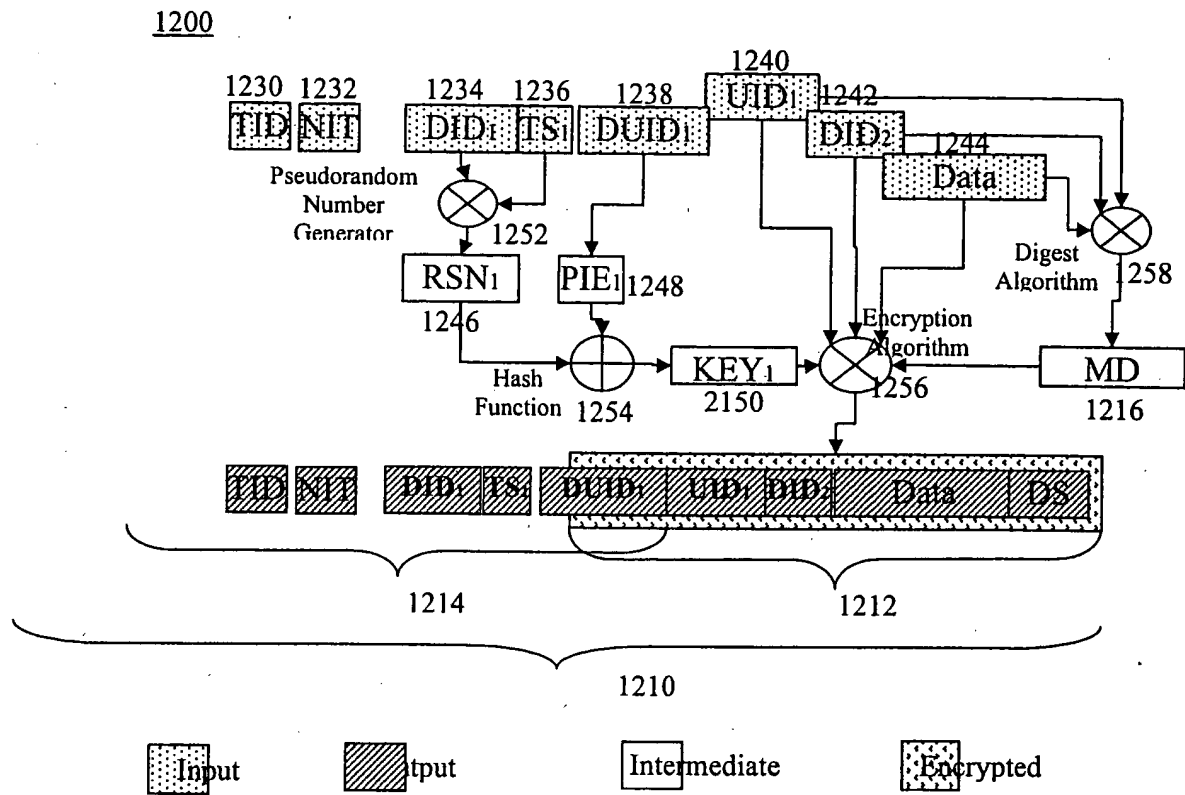 1200
1240
1230 1232 1234 1236 1238 UID1 1242
TID NIT DID1 TS1 DUID1 DID2 1244
Data
Pseudorandom
Number
Generator
1252
Digest
Algorithm
1258
RSN1 PIE1 1248
1246
Encryption
Algorithm
Hash
Function
1254
KEY1
2150
1256
MD
1216
TID NIT DID1 TS1 DUID1 UID1 DID2 Data DS
1214 1212
1210
Input tput Intermediate Encrypted